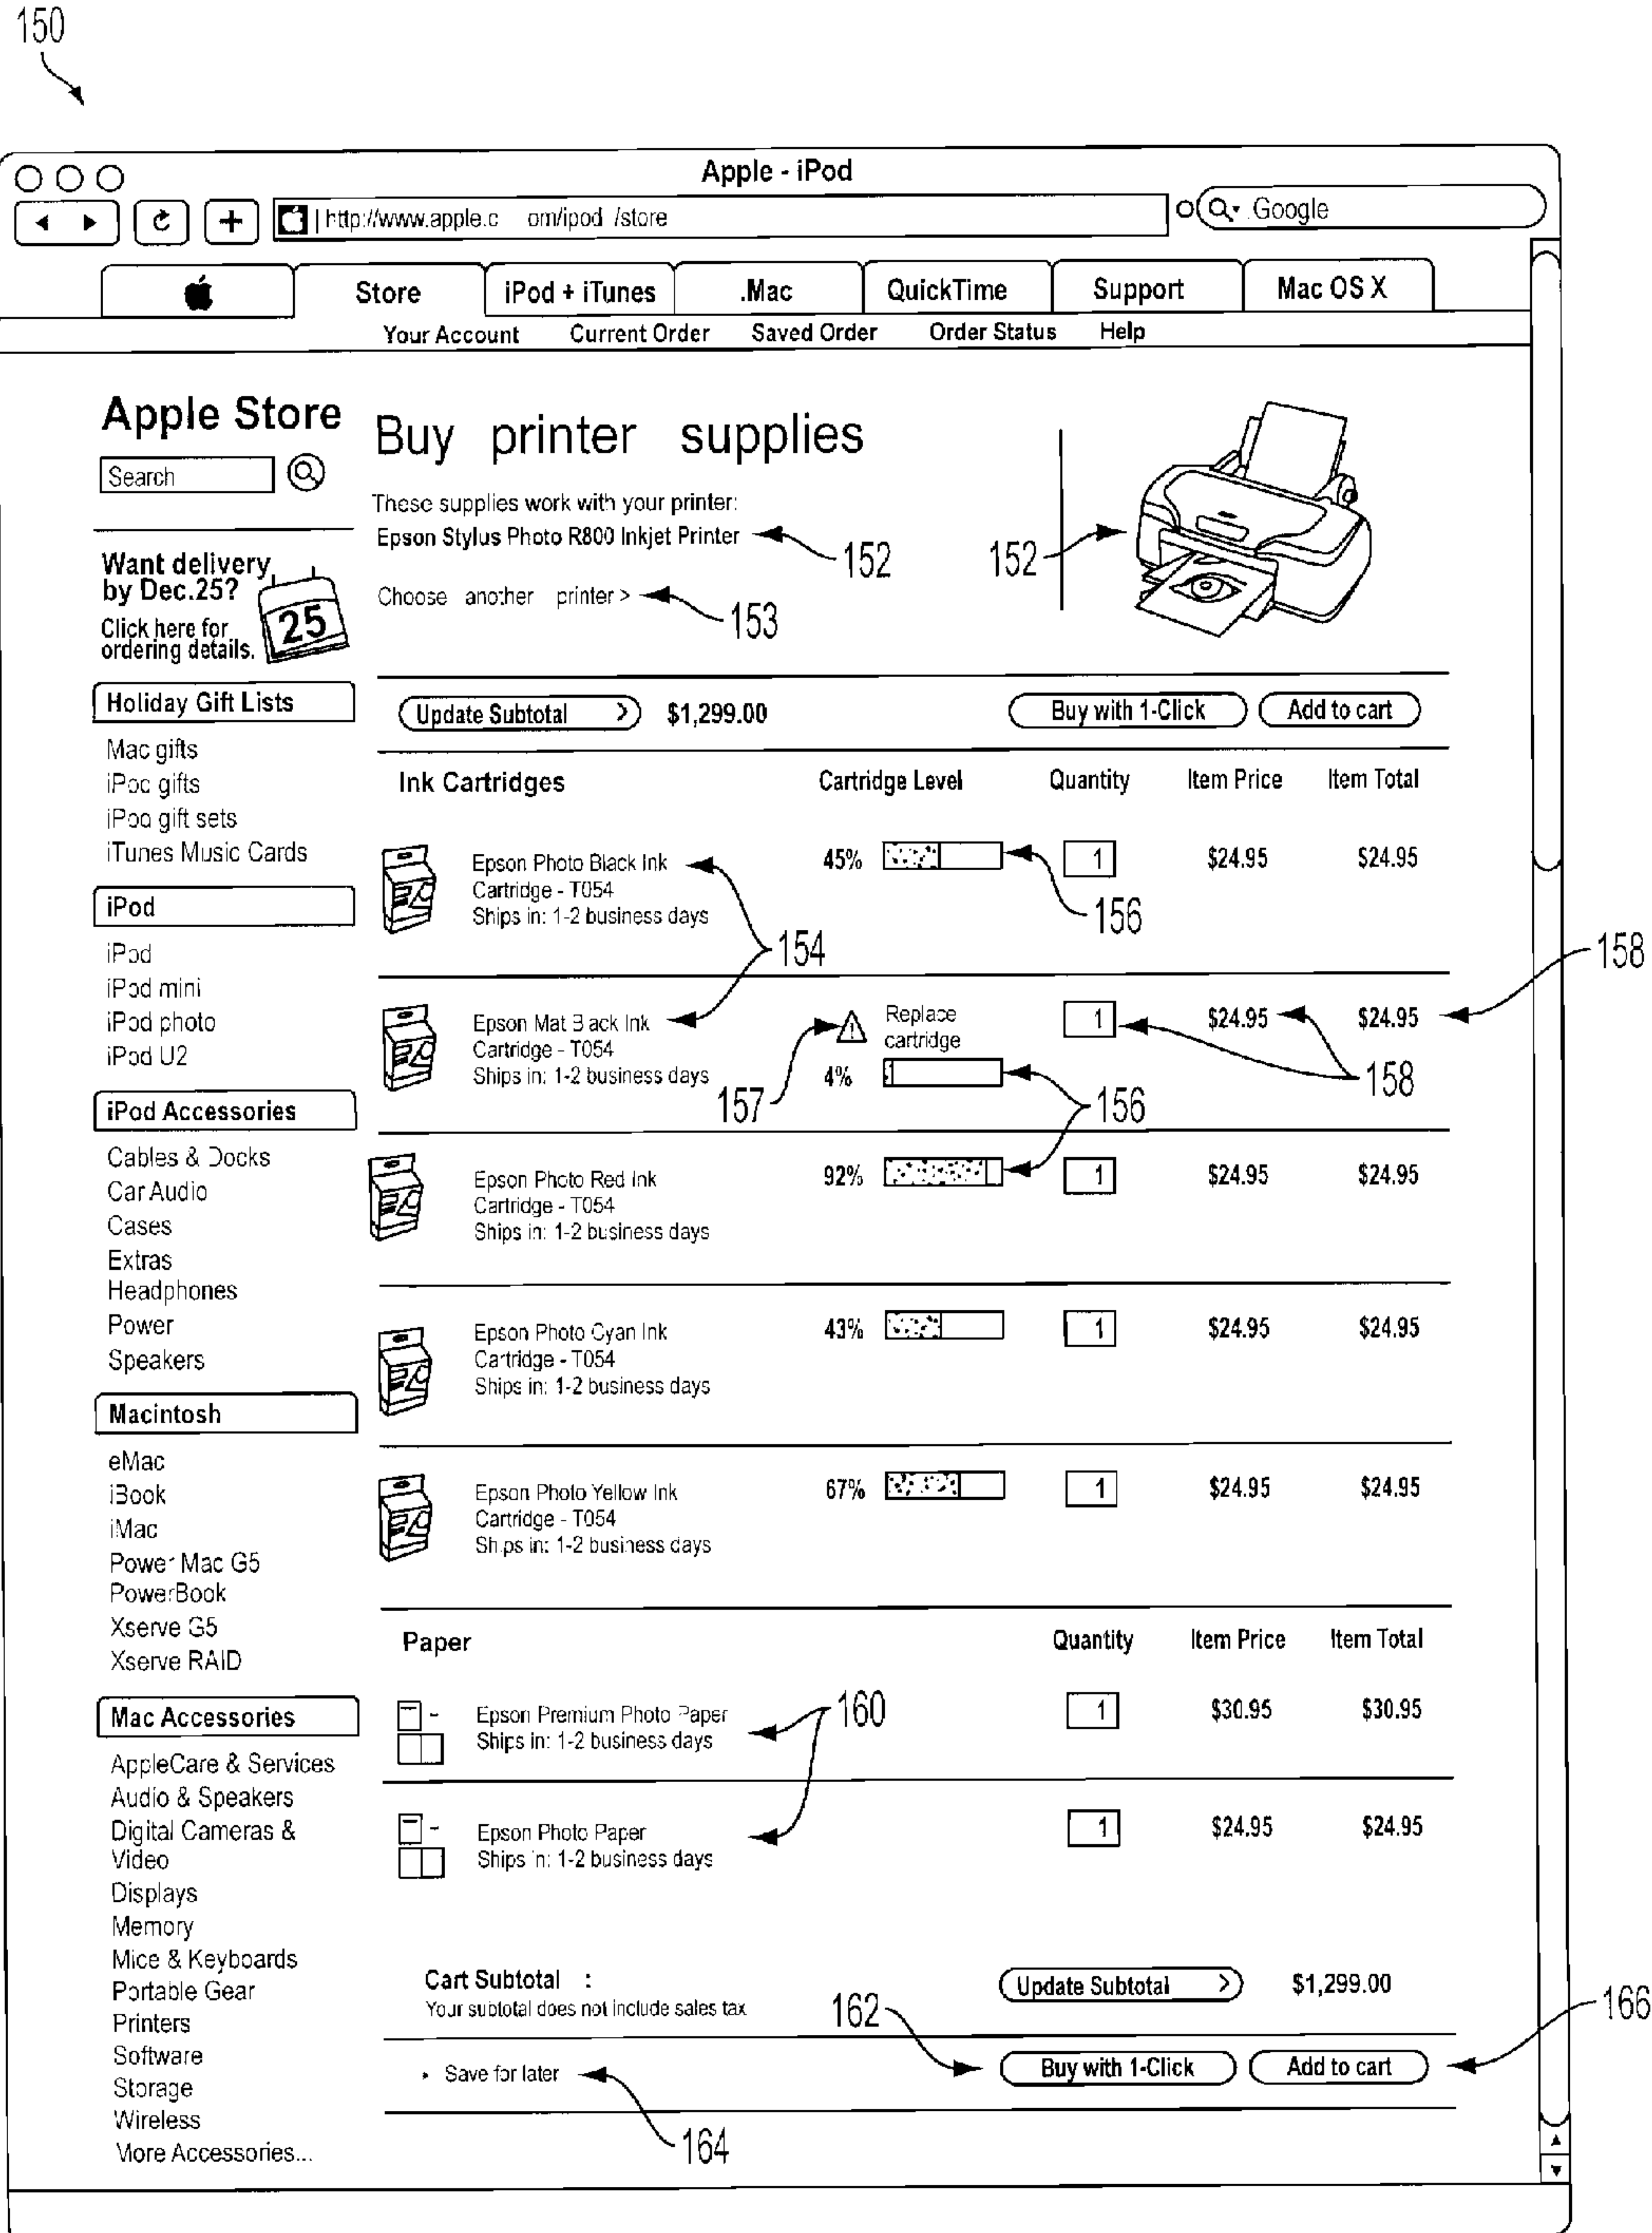 150
Apple - iPod
http://www.apple.c om/ipod /store
Google
Store iPod + iTunes .Mac QuickTime Support Mac OS X
Your Account Current Order Saved Order Order Status Help
Apple Store
Search
Want delivery
by Dec.25?
Click here for
ordering details.
25
Holiday Gift Lists
Mac gifts
iPod gifts
iPod gift sets
iTunes Music Cards
iPod
iPod
iPod mini
iPod photo
iPod U2
iPod Accessories
Cables & Docks
Car Audio
Cases
Extras
Headphones
Power
Speakers
Macintosh
eMac
iBook
iMac
Power Mac G5
PowerBook
Xserve G5
Xserve RAID
Mac Accessories
AppleCare & Services
Audio & Speakers
Digital Cameras &
Video
Displays
Memory
Mice & Keyboards
Portable Gear
Printers
Software
Storage
Wireless
More Accessories...
Buy printer supplies
These supplies work with your printer:
Epson Stylus Photo R800 Inkjet Printer
152
152
Choose another printer >
153
Update Subtotal > $1,299.00 Buy with 1-Click Add to cart
Ink Cartridges Cartridge Level Quantity Item Price Item Total
Epson Photo Black Ink 45% 1 $24.95 $24.95
Cartridge - T054
Ships in: 1-2 business days
156
154
158
Epson Mat Black Ink Replace 1 $24.95 $24.95
cartridge
Cartridge - T054
Ships in: 1-2 business days 4%
157
156
158
Epson Photo Red Ink 92% 1 $24.95 $24.95
Cartridge - T054
Ships in: 1-2 business days
Epson Photo Cyan Ink 43% 1 $24.95 $24.95
Cartridge - T054
Ships in: 1-2 business days
Epson Photo Yellow Ink 67% 1 $24.95 $24.95
Cartridge - T054
Ships in: 1-2 business days
Paper Quantity Item Price Item Total
Epson Premium Photo Paper 1 $30.95 $30.95
Ships in: 1-2 business days
160
Epson Photo Paper 1 $24.95 $24.95
Ships in: 1-2 business days
Cart Subtotal : Update Subtotal > $1,299.00
Your subtotal does not include sales tax
162
166
Save for later Buy with 1-Click Add to cart
164